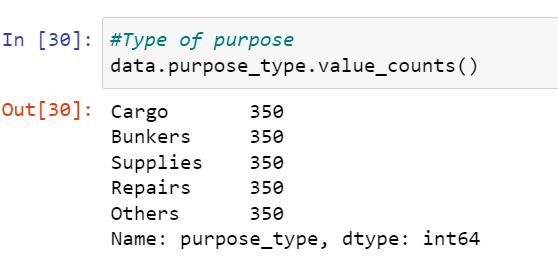 In [30]: #Type of purpose
data.purpose_type.value_counts()
Out[30]: Cargo 350
Bunkers 350
Supplies 350
Repairs 350
Others 350
Name: purpose_type, dtype: int64